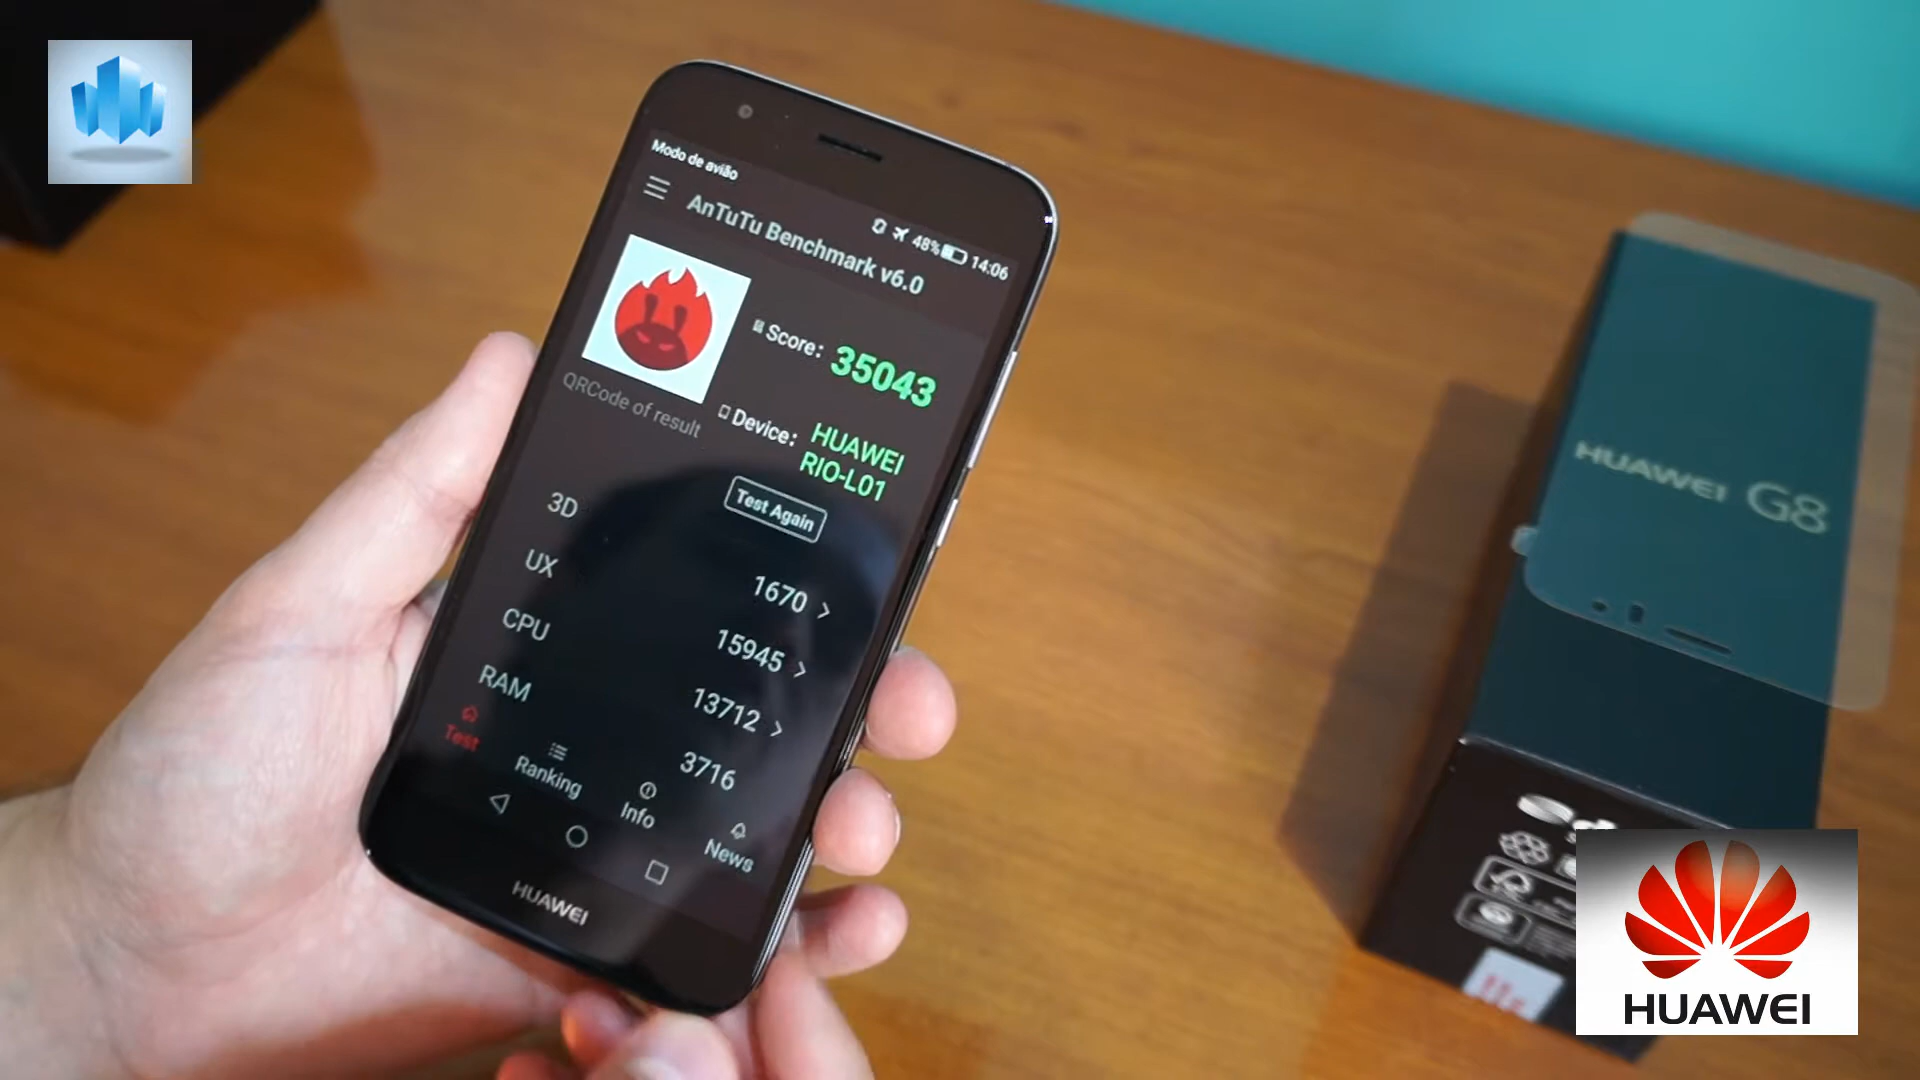 Modo de avião
48% 14:06
AnTuTu Benchmark v6.0
Score: 35043
QRCode of result
Device: HUAWEI
RIO-L01
Test Again
3D 1670
UX 15945
CPU 13712
RAM 3716
Test Ranking Info News
HUAWEI
HUAWEI G8
HUAWEI